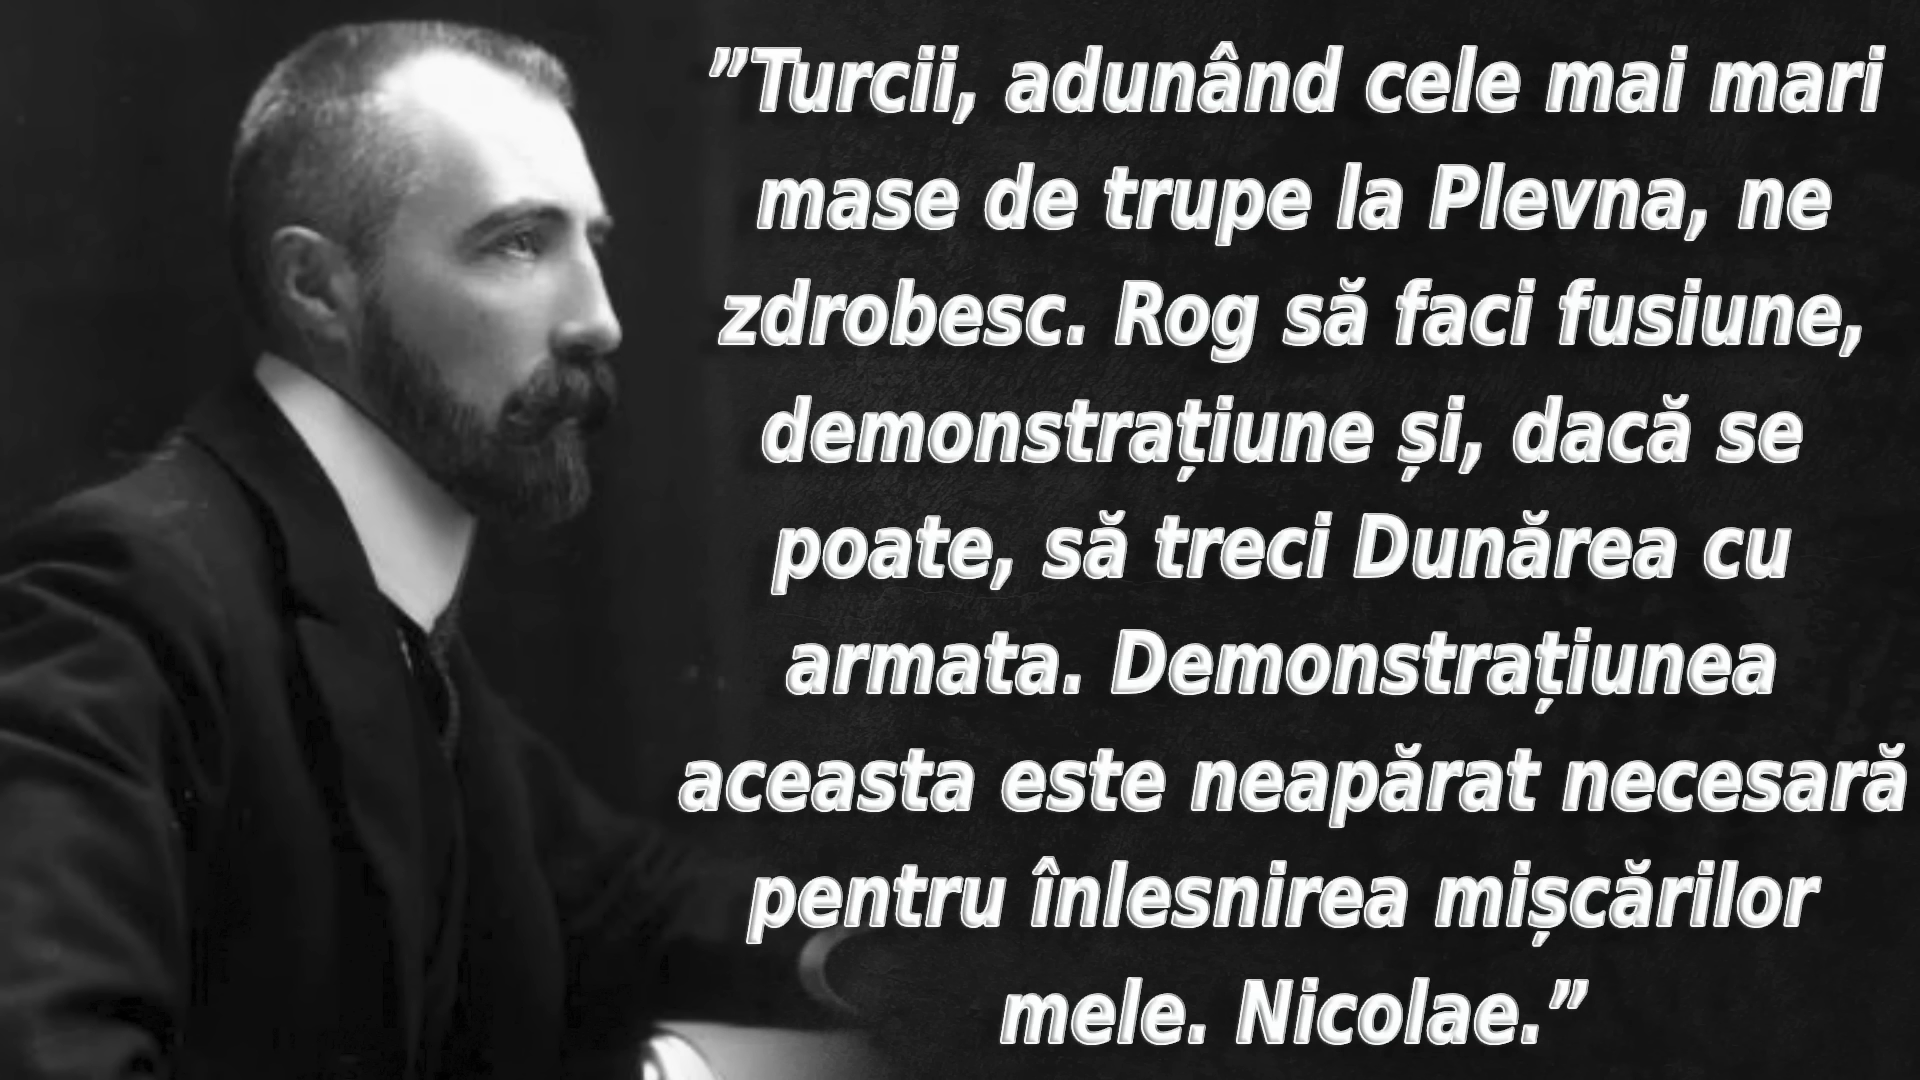 ”Turcii, adunând cele mai mari
mase de trupe la Plevna, ne
zdrobesc. Rog să faci fusiune,
demonstrațiune și, dacă se
poate, să treci Dunărea cu
armata. Demonstrațiunea
aceasta este neapărat necesară
pentru înlesnirea mișcărilor
mele. Nicolae.”